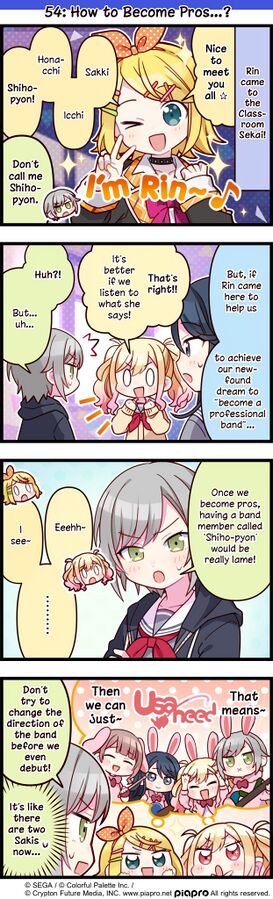 54: How to Become Pros...?
Rin
came to
the Class-
room
Sekai!
Nice
to meet
you
all ☆
Sakki
Hona-
cchi
Icchi
Shiho-
pyon!
Don't
call me
Shiho-
pyon.
I'm Rin~♪
But, if
Rin came
here to
help us
to achieve
our new-
found
dream to
"become a
professional
band"...
That's
right!!
It's
better
if we
listen to
what she
says!
Huh?!
But...
uh...
Once
we
become pros,
having a band
member called
'Shiho-pyon'
would be
really lame!
Eeehh~
I
see~
.........
That
means~
Usa
need
Then
we can
just~
Don't
try to
change the
direction of
the band
before we
even
debut!
It's like
there are
two Sakis
now...
© SEGA / © Colorful Palette Inc. /
© Crypton Future Media, INC. www.piapro.net piapro All rights reserved.